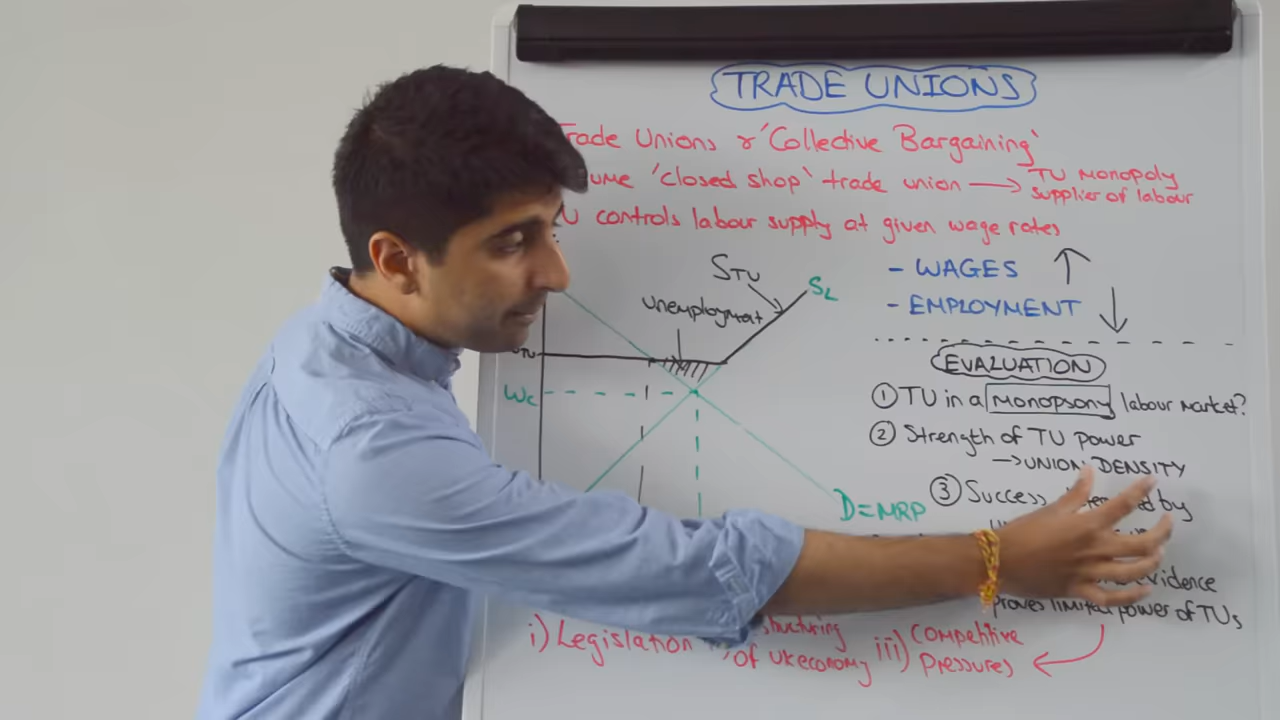 TRADE UNIONS
Trade Unions & 'Collective Bargaining'
'closed shop' trade union → TU monopoly
supplier of labour
TU controls labour supply at given wage rates
STU
SL
unemployment
- WAGES ↑
- EMPLOYMENT ↓
EVALUATION
① TU in a monopsony labour market?
② Strength of TU power
→ UNION DENSITY
WC
③ Success by
D=MRP
evidence
proves limited power of TUs
i) Legislation
of UK economy
iii) Competitive
pressures